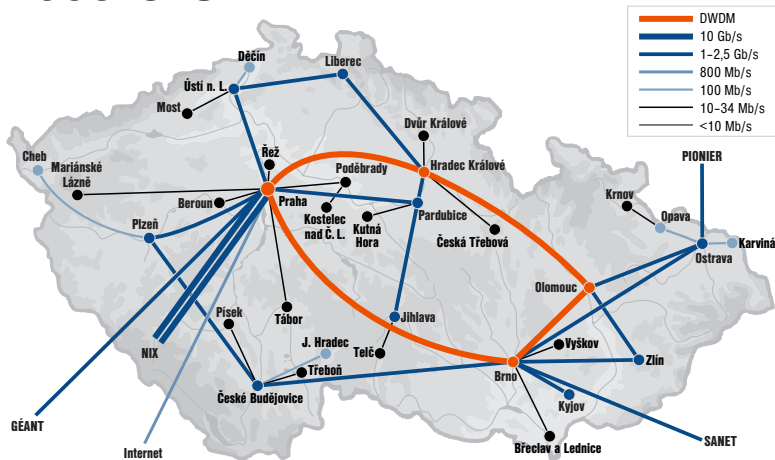 DWDM
10 Gb/s
1–2,5 Gb/s
800 Mb/s
100 Mb/s
10–34 Mb/s
<10 Mb/s
Děčín
Liberec
Ústí n. L.
Most
Dvůr Králové
Cheb
Mariánské
Lázně
Řež
Poděbrady
Hradec Králové
PIONIER
Beroun
Praha
Kostelec
nad Č. L.
Kutná
Hora
Pardubice
Česká Třebová
Krnov
Opava
Karviná
Ostrava
Plzeň
Olomouc
Písek
Tábor
Jihlava
NIX
J. Hradec
Telč
Vyškov
Třeboň
Brno
Zlín
České Budějovice
Kyjov
GÉANT
Internet
Břeclav a Lednice
SANET